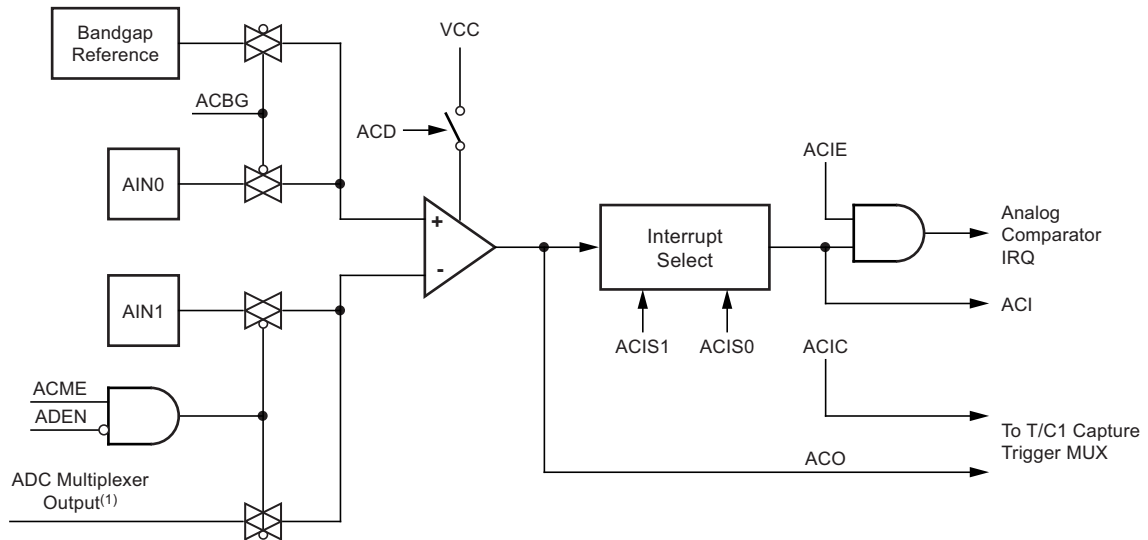 Bandgap
Reference
VCC
ACBG
ACD
AIN0
ACIE
+
-
Interrupt
Select
Analog
Comparator
IRQ
AIN1
ACI
ACIS1
ACIS0
ACIC
ACME
ADEN
To T/C1 Capture
Trigger MUX
ACO
ADC Multiplexer
Output(1)